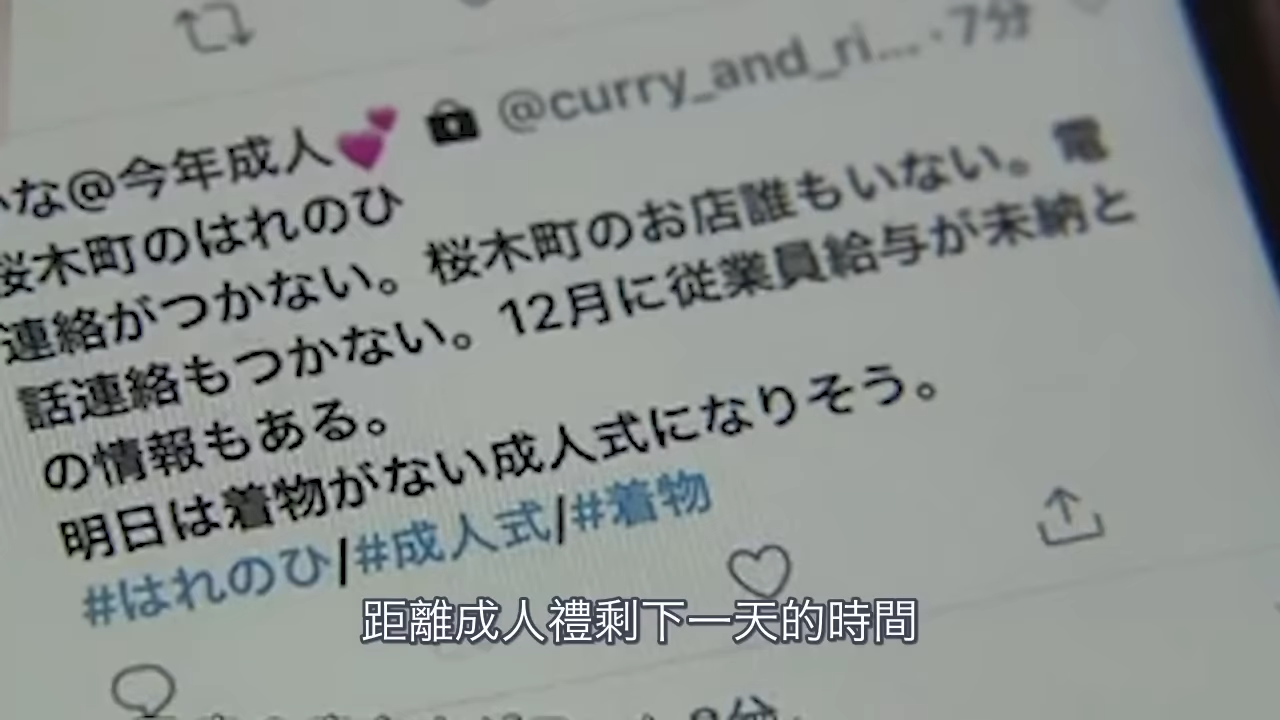 な@今年成人💕 @curry_and_ri...·7分
桜木町のはれのひ
連絡がつかない。桜木町のお店誰もいない。電
話連絡もつかない。12月に従業員給与が未納と
の情報もある。
明日は着物がない成人式になりそう。
#はれのひ/#成人式/#着物
距離成人禮剩下一天的時間